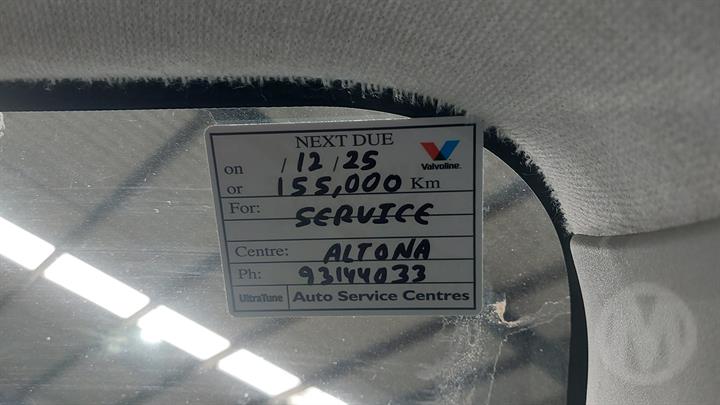 NEXT DUE
on /12/25
Valvoline
or 155,000 Km
For: SERVICE
Centre: ALTONA
Ph: 93144033
UltraTune Auto Service Centres
M